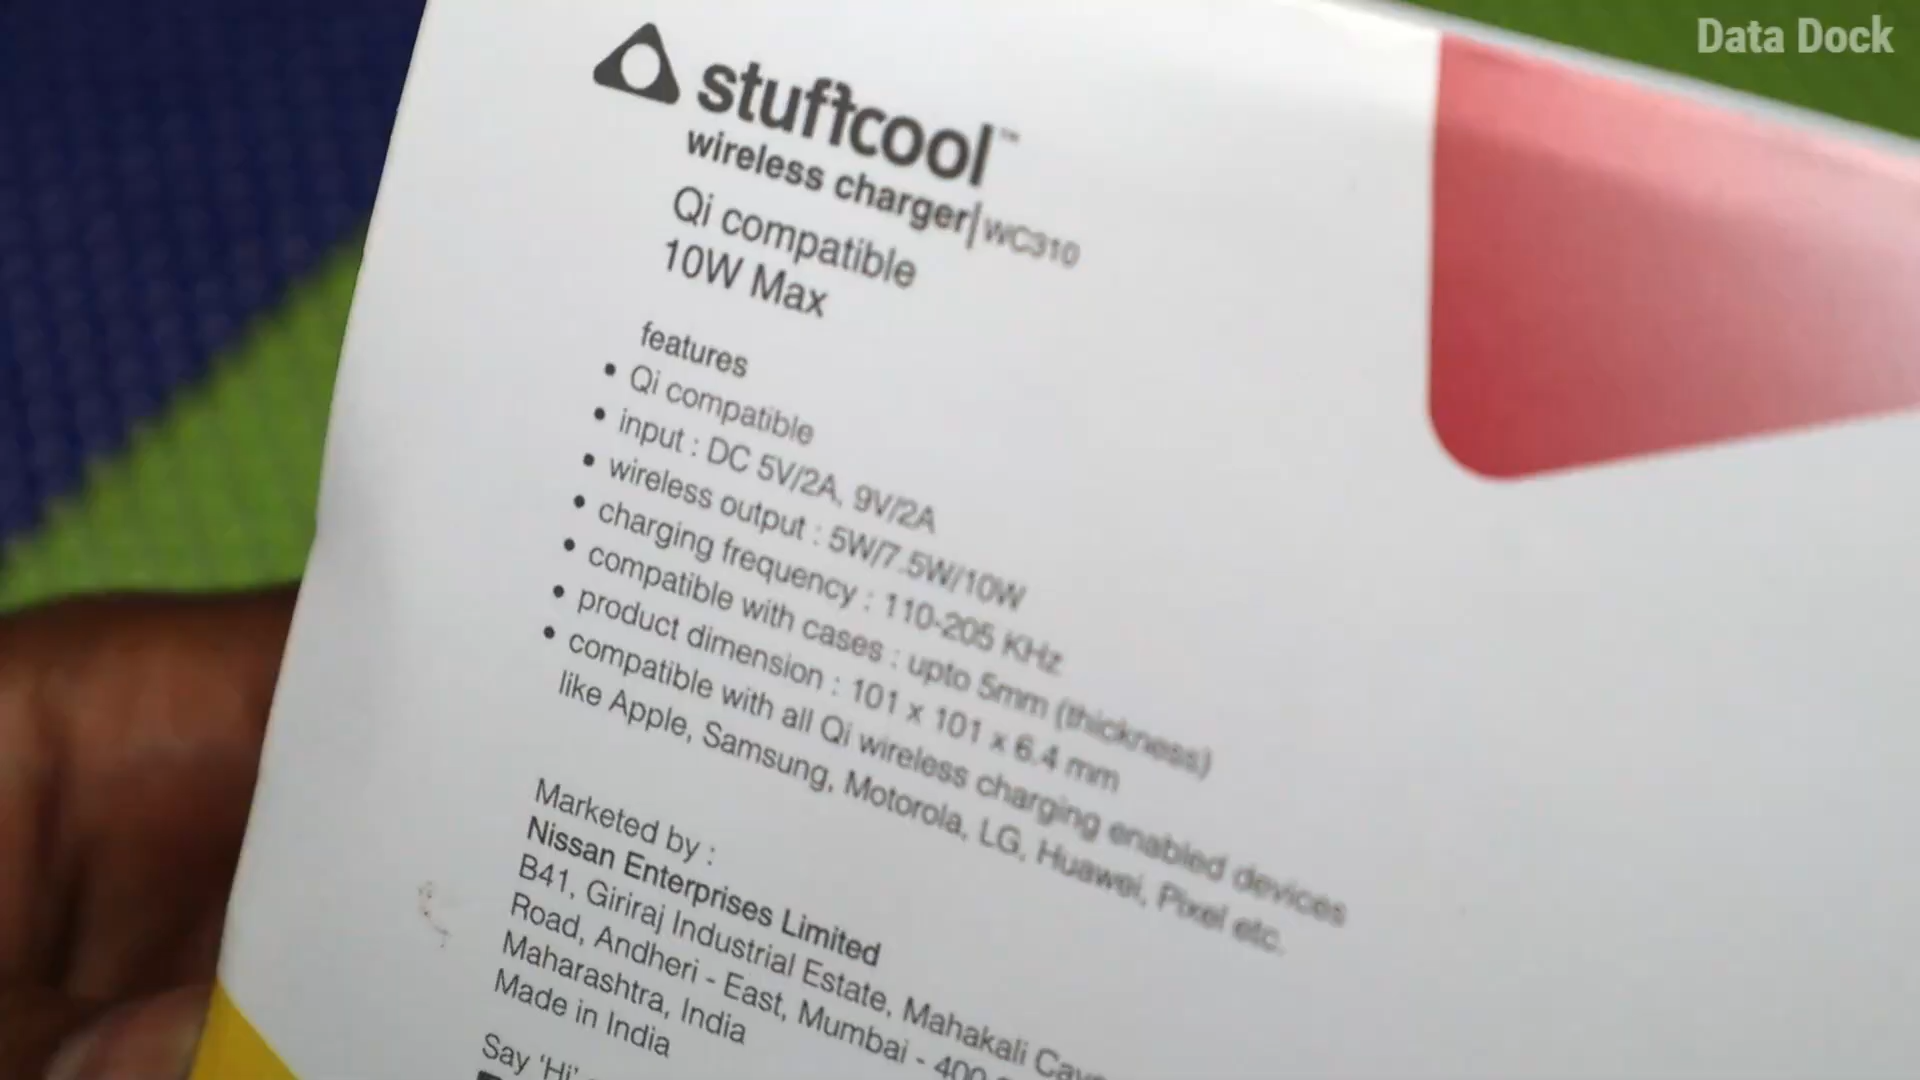 Data Dock
stuffcool™
wireless charger|WC310
Qi compatible
10W Max
features
• Qi compatible
• input : DC 5V/2A, 9V/2A
• wireless output : 5W/7.5W/10W
• charging frequency : 110-205 KHz
• compatible with cases : upto 5mm (thickness)
• product dimension : 101 x 101 x 6.4 mm
• compatible with all Qi wireless charging enabled devices
like Apple, Samsung, Motorola, LG, Huawei, Pixel etc.
Marketed by :
Nissan Enterprises Limited
B41, Giriraj Industrial Estate, Mahakali
Road, Andheri - East, Mumbai - 400
Maharashtra, India
Made in India
Say 'Hi'